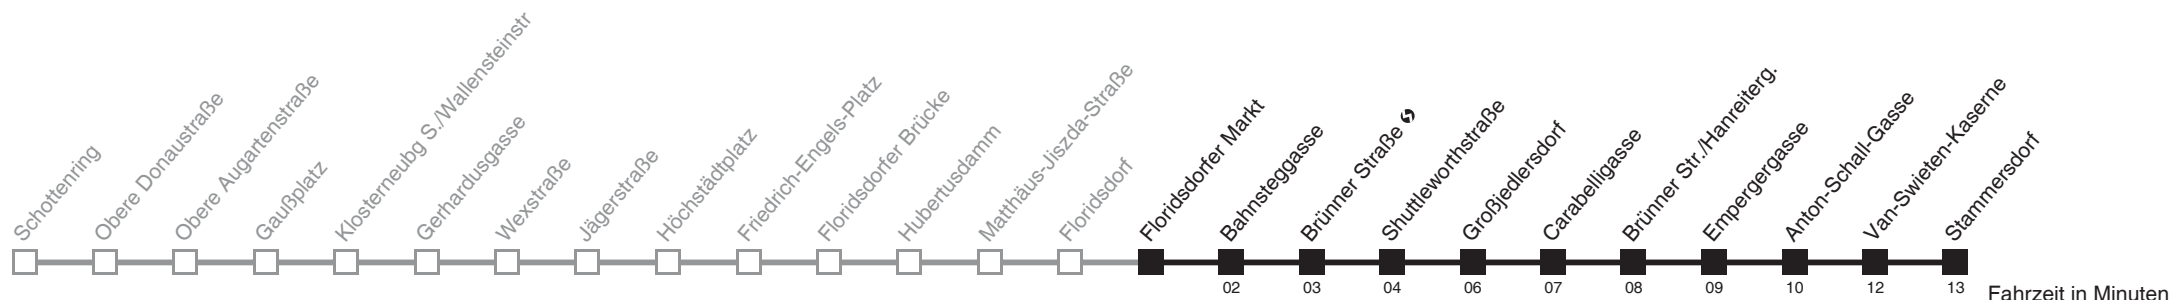 Schottenring
Obere Donaustraße
Obere Augartenstraße
Gaußplatz
Klosterneubg S./Wallensteinstr
Gerhardusgasse
Wexstraße
Jägerstraße
Höchstädtplatz
Friedrich-Engels-Platz
Floridsdorfer Brücke
Hubertusdamm
Matthäus-Jiszda-Straße
Floridsdorf
Floridsdorfer Markt
Bahnsteggasse
Brünner Straße
Shuttleworthstraße
Großjedlersdorf
Carabelligasse
Brünner Str./Hanreiterg.
Empergergasse
Anton-Schall-Gasse
Van-Swieten-Kaserne
Stammersdorf
02 03 04 06 07 08 09 10 12 13 Fahrzeit in Minuten